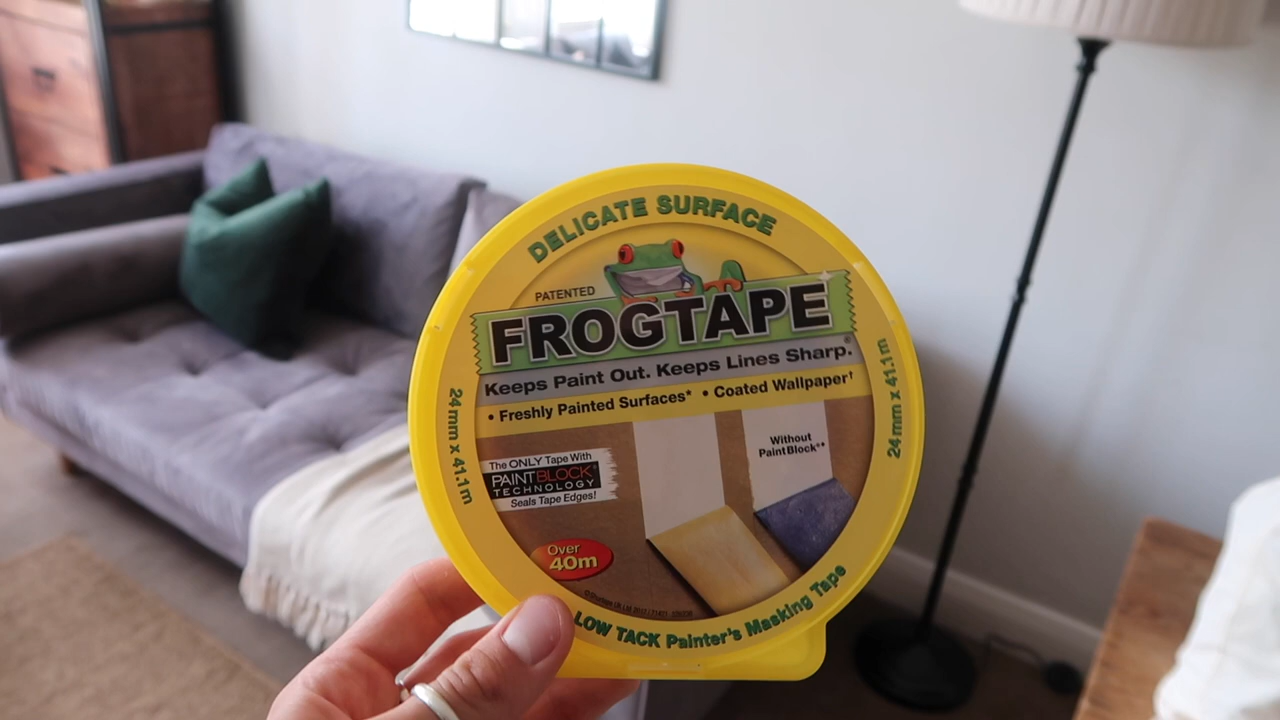 DELICATE SURFACE
PATENTED
FROGTAPE
Keeps Paint Out. Keeps Lines Sharp.®
• Freshly Painted Surfaces* • Coated Wallpaper†
24mm x 41.1m
24mm x 41.1m
Without
PaintBlock®*
The ONLY Tape With
PAINTBLOCK®
TECHNOLOGY
Seals Tape Edges!
Over
40m
LOW TACK Painter's Masking Tape